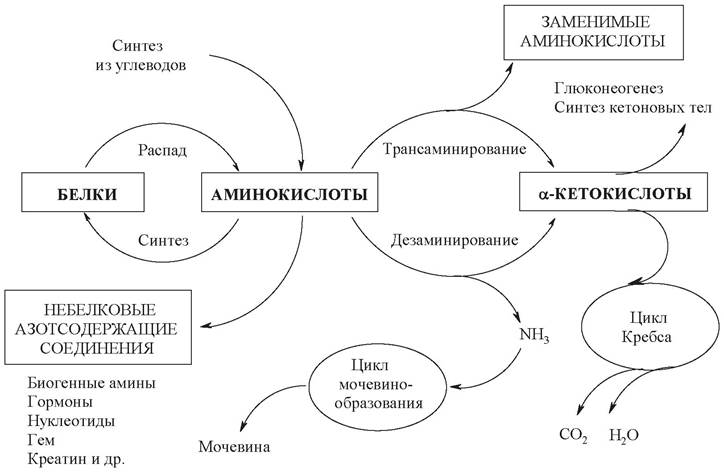 Синтез
из углеводов
ЗАМЕНИМЫЕ
АМИНОКИСЛОТЫ
Глюконеогенез
Синтез кетоновых тел
Распад
Трансаминирование
БЕЛКИ
АМИНОКИСЛОТЫ
α-КЕТОКИСЛОТЫ
Синтез
Дезаминирование
НЕБЕЛКОВЫЕ
АЗОТСОДЕРЖАЩИЕ
СОЕДИНЕНИЯ
Биогенные амины
Гормоны
Нуклеотиды
Гем
Креатин и др.
NH₃
Цикл
Кребса
Цикл
мочевино-
образования
Мочевина
CO₂
H₂O